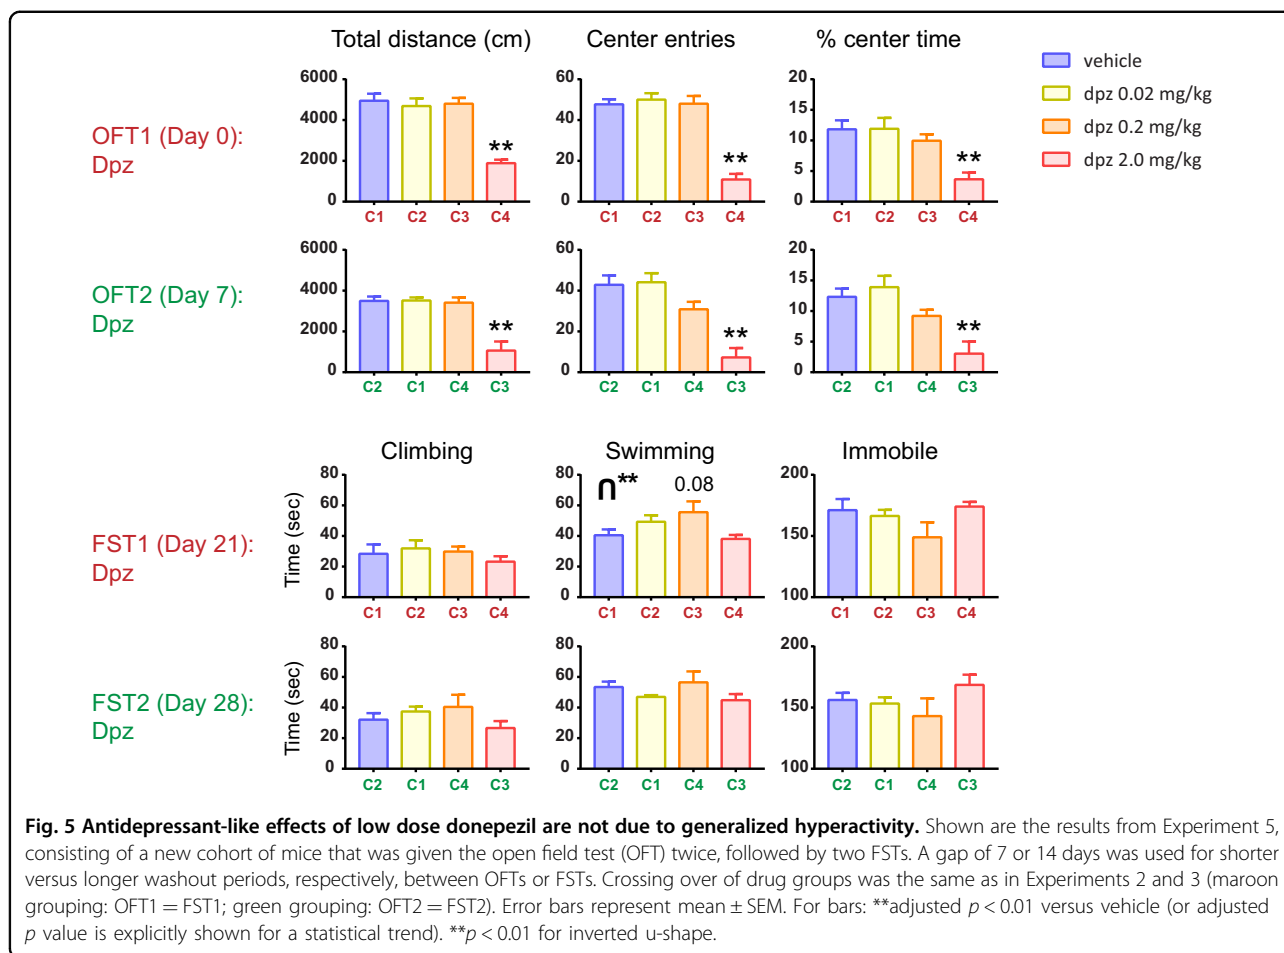 Total distance (cm) Center entries % center time
vehicle
dpz 0.02 mg/kg
dpz 0.2 mg/kg
dpz 2.0 mg/kg
OFT1 (Day 0):
Dpz
6000
4000
2000
0
**
C1 C2 C3 C4
60
40
20
0
**
C1 C2 C3 C4
20
15
10
5
0
**
C1 C2 C3 C4
OFT2 (Day 7):
Dpz
6000
4000
2000
0
**
C2 C1 C4 C3
60
40
20
0
**
C2 C1 C4 C3
20
15
10
5
0
**
C2 C1 C4 C3
Climbing Swimming Immobile
FST1 (Day 21):
Dpz
Time (sec)
80
60
40
20
0
C1 C2 C3 C4
80
60
40
20
0
∩** 0.08
C1 C2 C3 C4
200
150
100
C1 C2 C3 C4
FST2 (Day 28):
Dpz
Time (sec)
80
60
40
20
0
C2 C1 C4 C3
80
60
40
20
0
C2 C1 C4 C3
200
150
100
C2 C1 C4 C3
Fig. 5 Antidepressant-like effects of low dose donepezil are not due to generalized hyperactivity. Shown are the results from Experiment 5,
consisting of a new cohort of mice that was given the open field test (OFT) twice, followed by two FSTs. A gap of 7 or 14 days was used for shorter
versus longer washout periods, respectively, between OFTs or FSTs. Crossing over of drug groups was the same as in Experiments 2 and 3 (maroon
grouping: OFT1 = FST1; green grouping: OFT2 = FST2). Error bars represent mean ± SEM. For bars: **adjusted p < 0.01 versus vehicle (or adjusted
p value is explicitly shown for a statistical trend). **p < 0.01 for inverted u-shape.